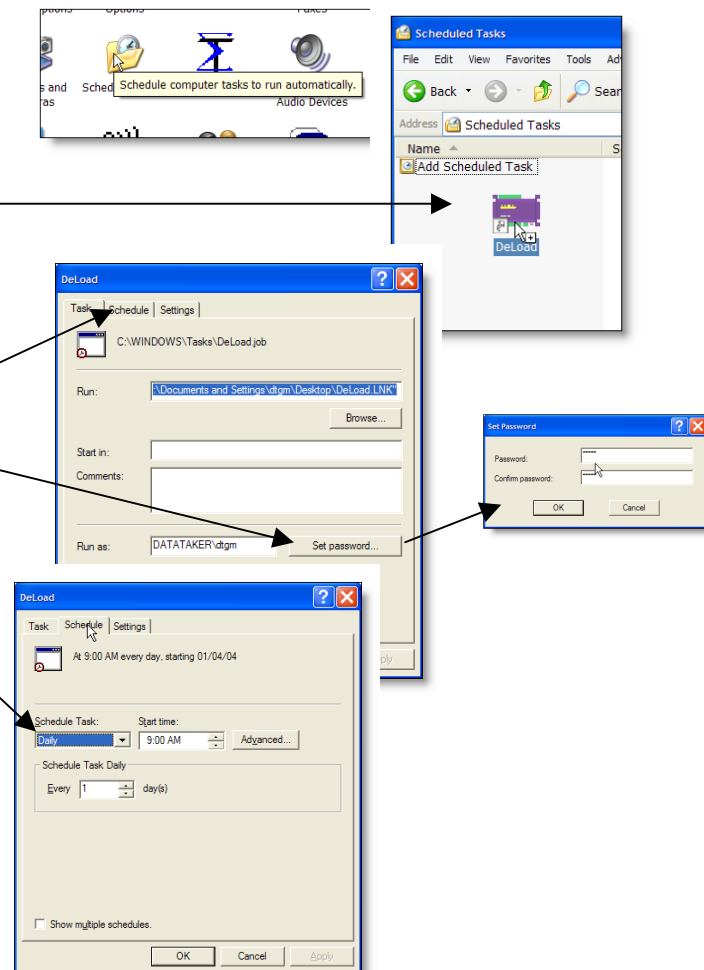 Options
Options
Faxes
s and
Sched
Schedule computer tasks to run automatically.
ras
Audio Devices
Scheduled Tasks
File Edit View Favorites Tools Ad
Back
Sear
Address Scheduled Tasks
Name S
Add Scheduled Task
DeLoad
DeLoad
Task Schedule Settings
C:\WINDOWS\Tasks\DeLoad.job
Run: :\Documents and Settings\dtgm\Desktop\DeLoad.LNK"
Browse...
Start in:
Comments:
Run as: DATATAKER\dtgm Set password...
ply
Set Password
Password: *****
Confirm password: *****
OK Cancel
DeLoad
Task Schedule Settings
At 9:00 AM every day, starting 01/04/04
Schedule Task: Start time:
Daily 9:00 AM Advanced...
Schedule Task Daily
Every 1 day(s)
Show multiple schedules.
OK Cancel Apply